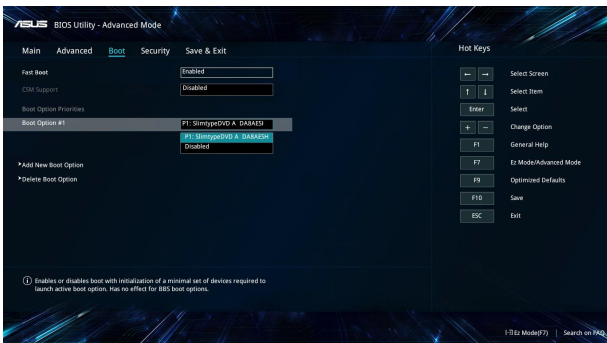 ASUS BIOS Utility - Advanced Mode
Main Advanced Boot Security Save & Exit
Hot Keys
Fast Boot Enabled
CSM Support Disabled
Boot Option Priorities
Boot Option #1 P1: SlimtypeDVD A DA8AESI
P1: SlimtypeDVD A DA8AESH
Disabled
Add New Boot Option
Delete Boot Option
← → Select Screen
↑ ↓ Select Item
Enter Select
+ − Change Option
F1 General Help
F7 Ez Mode/Advanced Mode
F9 Optimized Defaults
F10 Save
ESC Exit
Enables or disables boot with initialization of a minimal set of devices required to
launch active boot option. Has no effect for BBS boot options.
Ez Mode(F7) | Search on FAQ